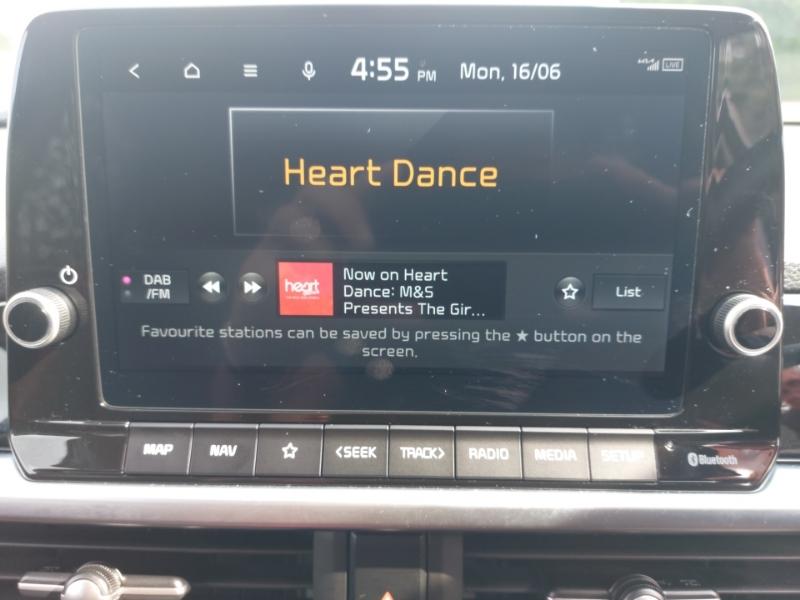 4:55 PM Mon, 16/06 LIVE
Heart Dance
DAB
/FM
heart
Now on Heart
Dance: M&S
Presents The Gir...
List
Favourite stations can be saved by pressing the ★ button on the
screen.
MAP NAV <SEEK TRACK> RADIO MEDIA SETUP Bluetooth